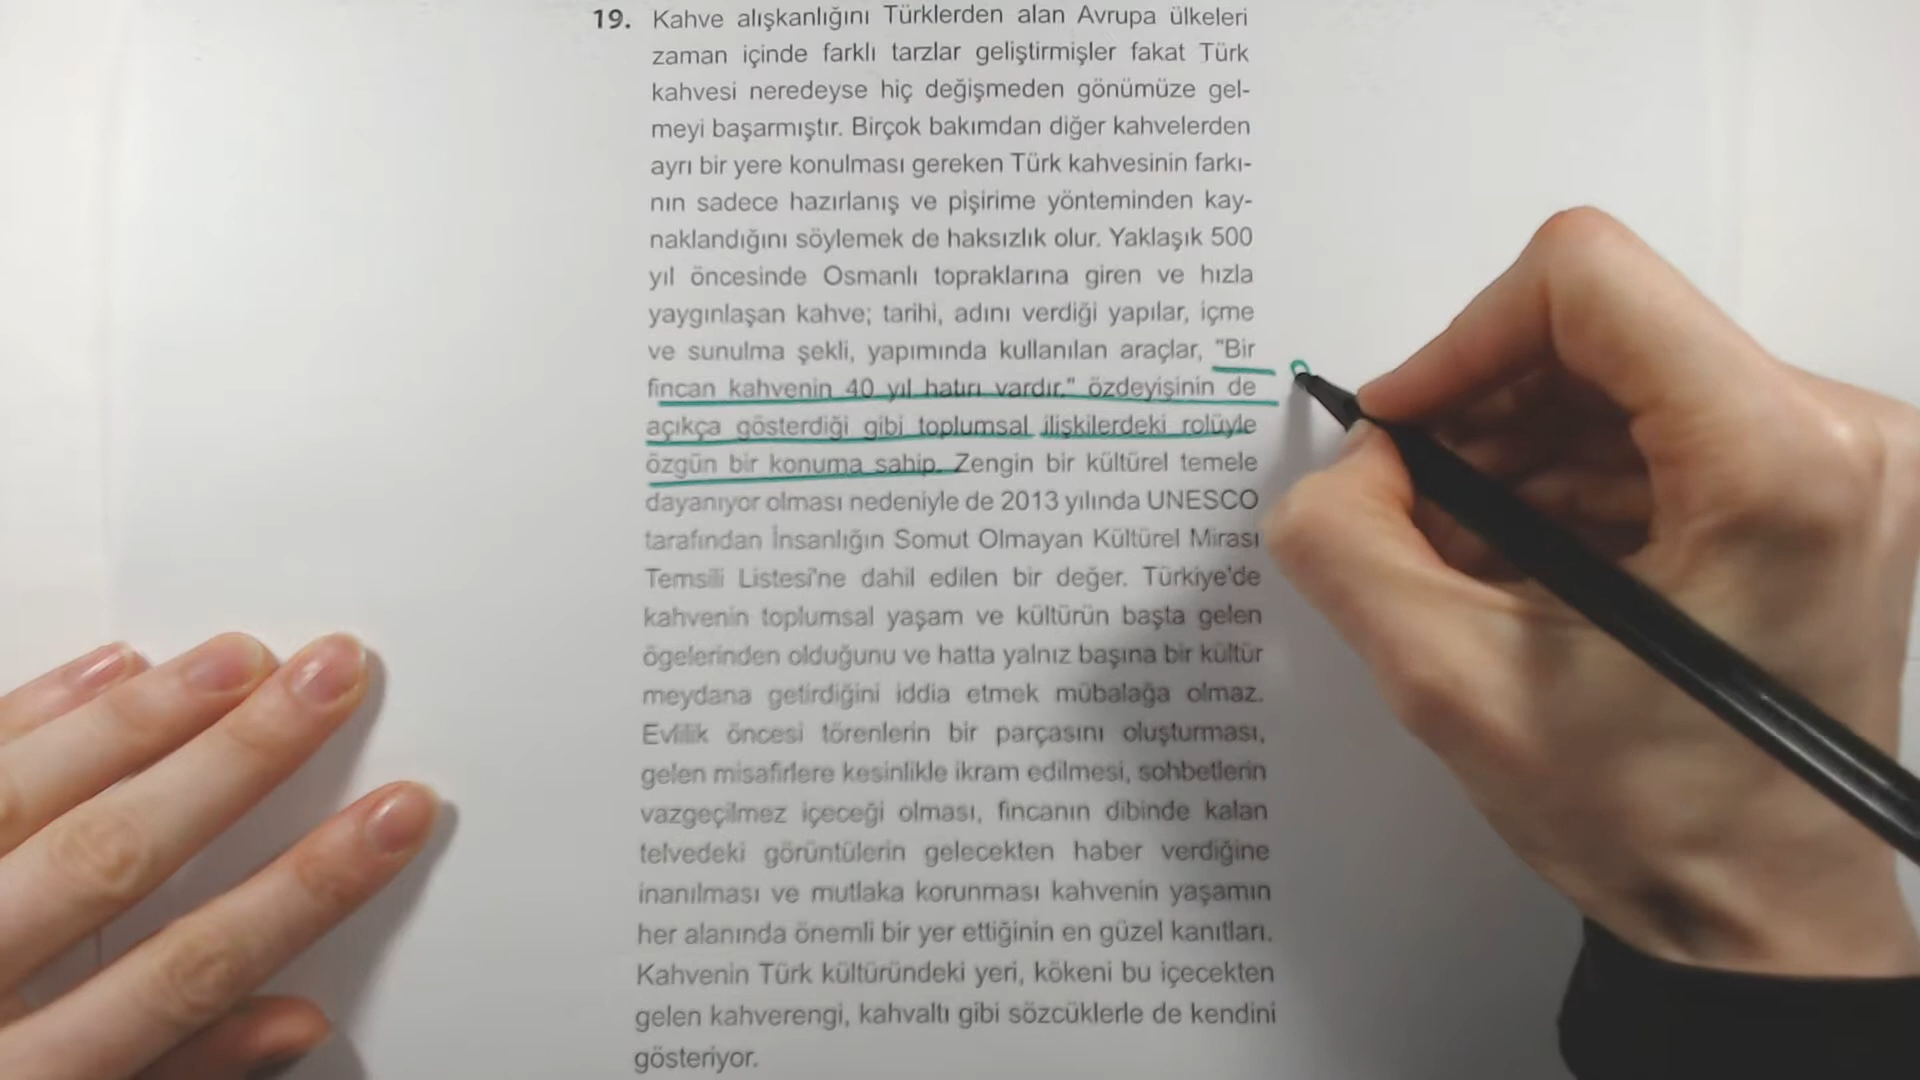 19. Kahve alışkanlığını Türklerden alan Avrupa ülkeleri
zaman içinde farklı tarzlar geliştirmişler fakat Türk
kahvesi neredeyse hiç değişmeden gönümüze gel-
meyi başarmıştır. Birçok bakımdan diğer kahvelerden
ayrı bir yere konulması gereken Türk kahvesinin farkı-
nın sadece hazırlanış ve pişirime yönteminden kay-
naklandığını söylemek de haksızlık olur. Yaklaşık 500
yıl öncesinde Osmanlı topraklarına giren ve hızla
yaygınlaşan kahve; tarihi, adını verdiği yapılar, içme
ve sunulma şekli, yapımında kullanılan araçlar, "Bir
fincan kahvenin 40 yıl hatırı vardır." özdeyişinin de
açıkça gösterdiği gibi toplumsal ilişkilerdeki rolüyle
özgün bir konuma sahip. Zengin bir kültürel temele
dayanıyor olması nedeniyle de 2013 yılında UNESCO
tarafından İnsanlığın Somut Olmayan Kültürel Mirası
Temsili Listesi'ne dahil edilen bir değer. Türkiye'de
kahvenin toplumsal yaşam ve kültürün başta gelen
ögelerinden olduğunu ve hatta yalnız başına bir kültür
meydana getirdiğini iddia etmek mübalağa olmaz.
Evlilik öncesi törenlerin bir parçasını oluşturması,
gelen misafirlere kesinlikle ikram edilmesi, sohbetlerin
vazgeçilmez içeceği olması, fincanın dibinde kalan
telvedeki görüntülerin gelecekten haber verdiğine
inanılması ve mutlaka korunması kahvenin yaşamın
her alanında önemli bir yer ettiğinin en güzel kanıtları.
Kahvenin Türk kültüründeki yeri, kökeni bu içecekten
gelen kahverengi, kahvaltı gibi sözcüklerle de kendini
gösteriyor.